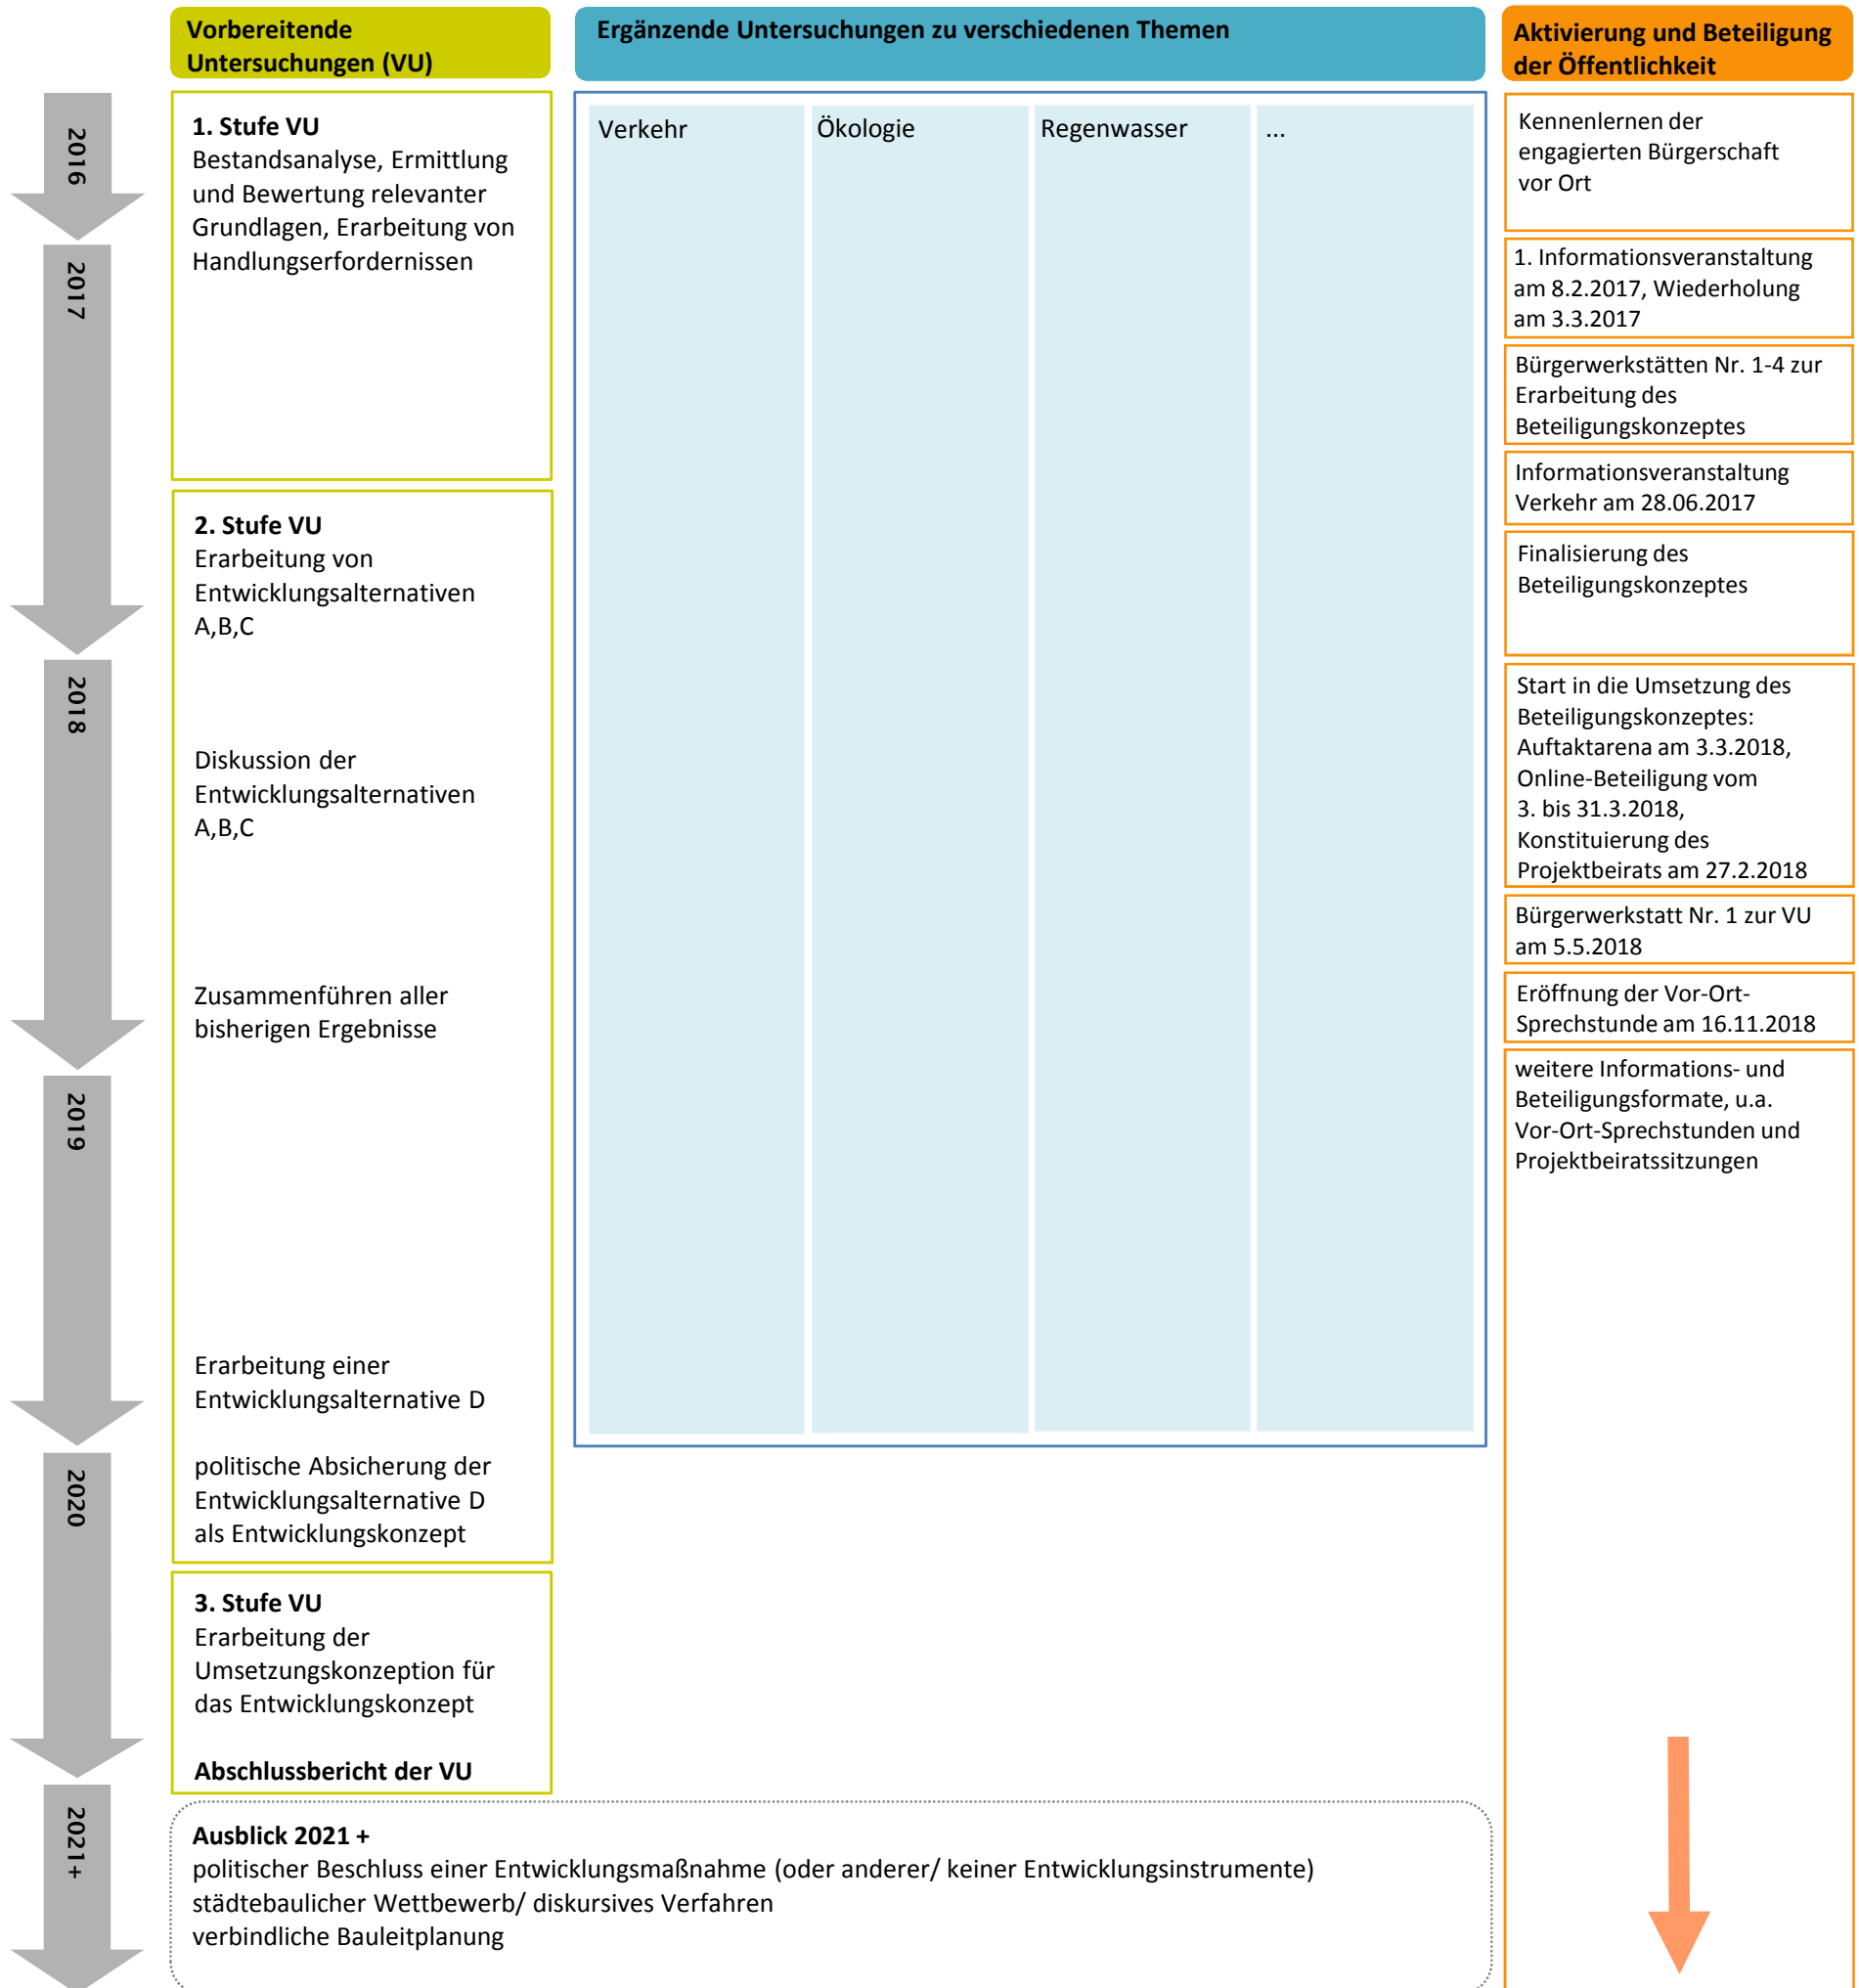 Vorbereitende
Untersuchungen (VU)
Ergänzende Untersuchungen zu verschiedenen Themen
Aktivierung und Beteiligung
der Öffentlichkeit
2016
2017
2018
2019
2020
2021+
1. Stufe VU
Bestandsanalyse, Ermittlung
und Bewertung relevanter
Grundlagen, Erarbeitung von
Handlungserfordernissen
2. Stufe VU
Erarbeitung von
Entwicklungsalternativen
A,B,C
Diskussion der
Entwicklungsalternativen
A,B,C
Zusammenführen aller
bisherigen Ergebnisse
Erarbeitung einer
Entwicklungsalternative D
politische Absicherung der
Entwicklungsalternative D
als Entwicklungskonzept
3. Stufe VU
Erarbeitung der
Umsetzungskonzeption für
das Entwicklungskonzept
Abschlussbericht der VU
Verkehr
Ökologie
Regenwasser
...
Kennenlernen der
engagierten Bürgerschaft
vor Ort
1. Informationsveranstaltung
am 8.2.2017, Wiederholung
am 3.3.2017
Bürgerwerkstätten Nr. 1-4 zur
Erarbeitung des
Beteiligungskonzeptes
Informationsveranstaltung
Verkehr am 28.06.2017
Finalisierung des
Beteiligungskonzeptes
Start in die Umsetzung des
Beteiligungskonzeptes:
Auftaktarena am 3.3.2018,
Online-Beteiligung vom
3. bis 31.3.2018,
Konstituierung des
Projektbeirats am 27.2.2018
Bürgerwerkstatt Nr. 1 zur VU
am 5.5.2018
Eröffnung der Vor-Ort-
Sprechstunde am 16.11.2018
weitere Informations- und
Beteiligungsformate, u.a.
Vor-Ort-Sprechstunden und
Projektbeiratssitzungen
Ausblick 2021 +
politischer Beschluss einer Entwicklungsmaßnahme (oder anderer/ keiner Entwicklungsinstrumente)
städtebaulicher Wettbewerb/ diskursives Verfahren
verbindliche Bauleitplanung